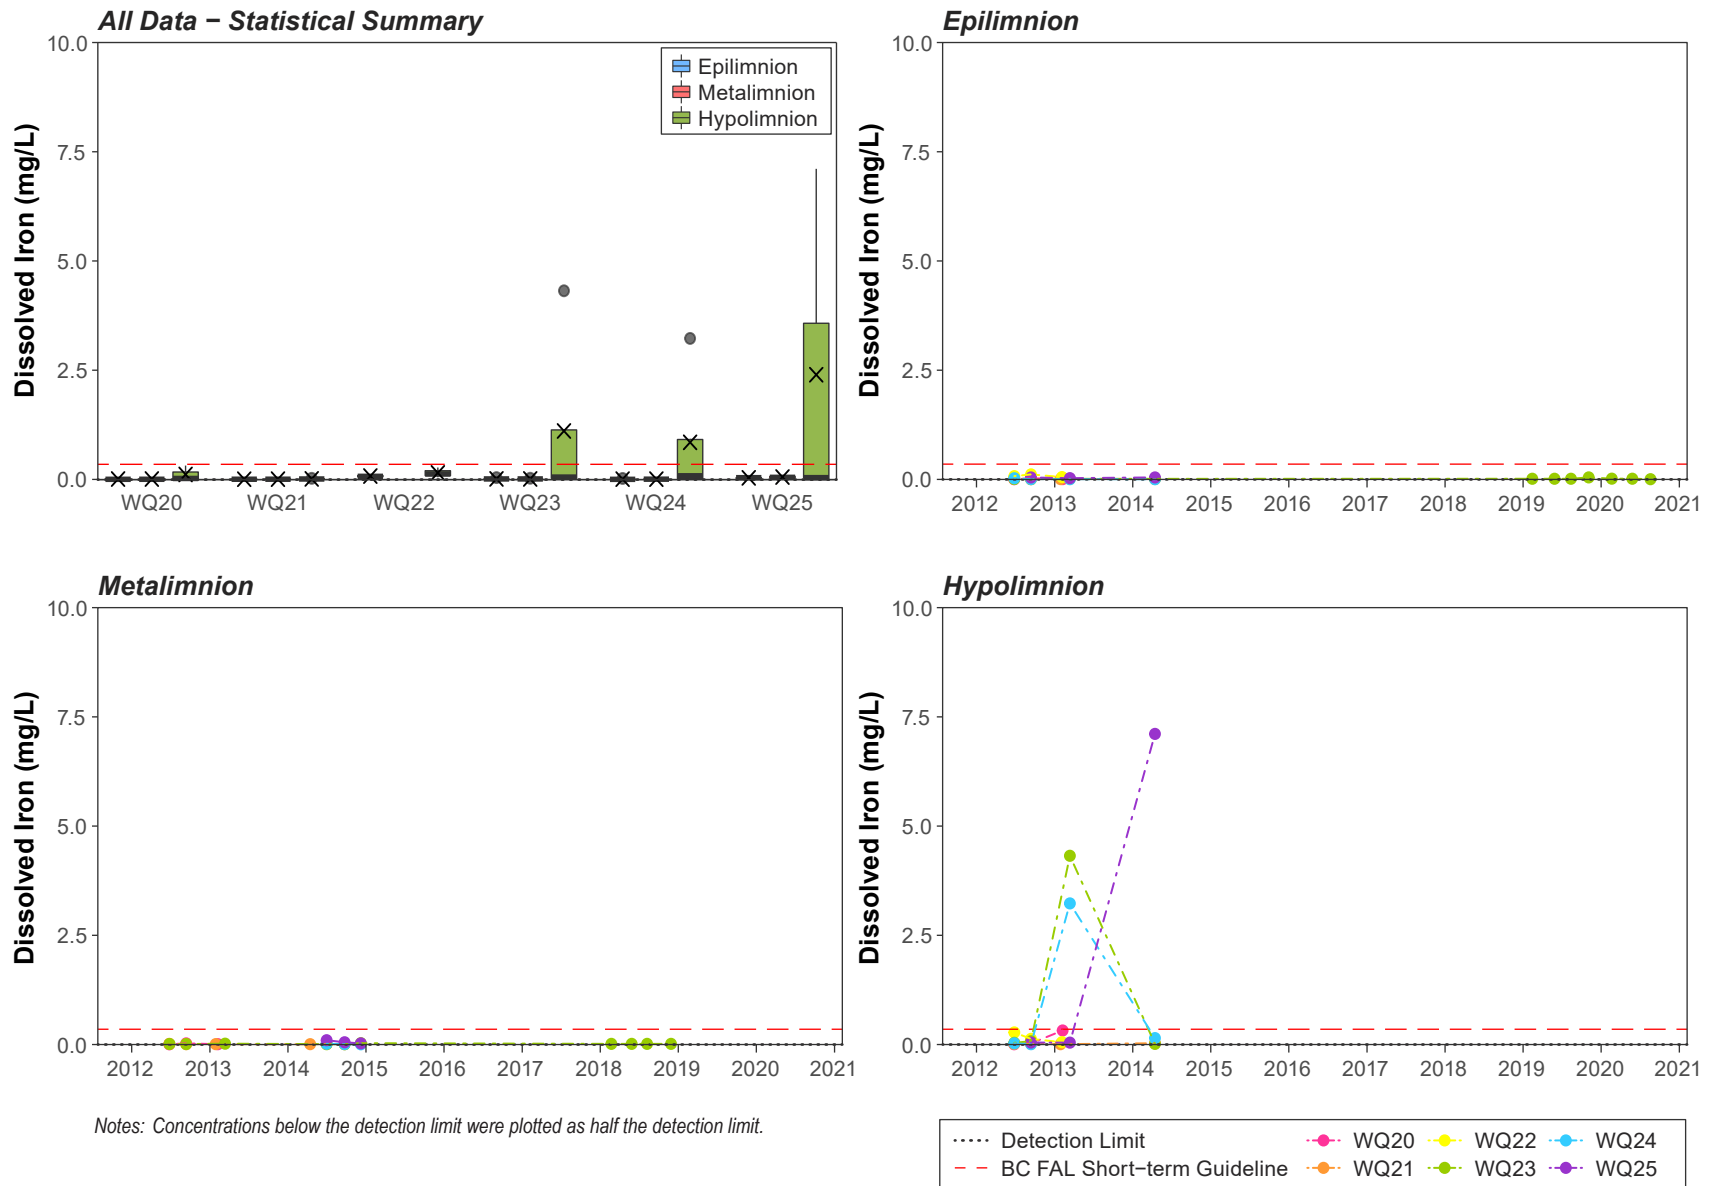 All Data − Statistical Summary
10.0
7.5
5.0
2.5
0.0
Dissolved Iron (mg/L)
Epilimnion
Metalimnion
Hypolimnion
WQ20 WQ21 WQ22 WQ23 WQ24 WQ25
Epilimnion
10.0
7.5
5.0
2.5
0.0
Dissolved Iron (mg/L)
2012 2013 2014 2015 2016 2017 2018 2019 2020 2021
Metalimnion
10.0
7.5
5.0
2.5
0.0
Dissolved Iron (mg/L)
2012 2013 2014 2015 2016 2017 2018 2019 2020 2021
Hypolimnion
10.0
7.5
5.0
2.5
0.0
Dissolved Iron (mg/L)
2012 2013 2014 2015 2016 2017 2018 2019 2020 2021
Notes: Concentrations below the detection limit were plotted as half the detection limit.
Detection Limit WQ20 WQ22 WQ24
BC FAL Short−term Guideline WQ21 WQ23 WQ25